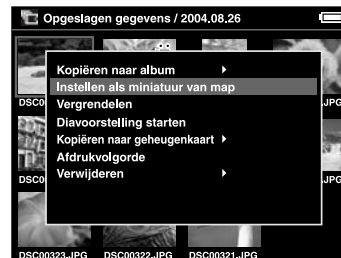 Opgeslagen gegevens / 2004.08.26
Kopiëren naar album
Instellen als miniatuur van map
Vergrendelen
Diavoorstelling starten
Kopiëren naar geheugenkaart
Afdrukvolgorde
Verwijderen
DSC00323.JPG DSC00322.JPG DSC00321.JPG